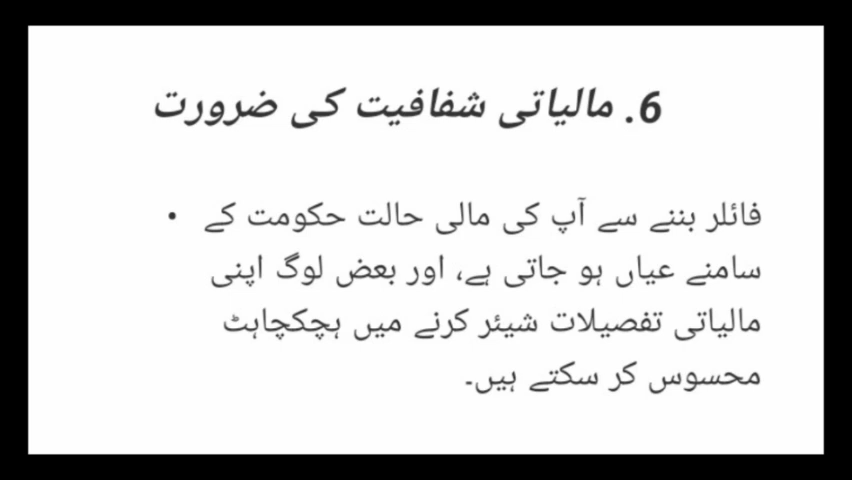 6. مالیاتی شفافیت کی ضرورت
• فائلر بننے سے آپ کی مالی حالت حکومت کے
سامنے عیاں ہو جاتی ہے، اور بعض لوگ اپنی
مالیاتی تفصیلات شیئر کرنے میں ہچکچاہٹ
محسوس کر سکتے ہیں۔